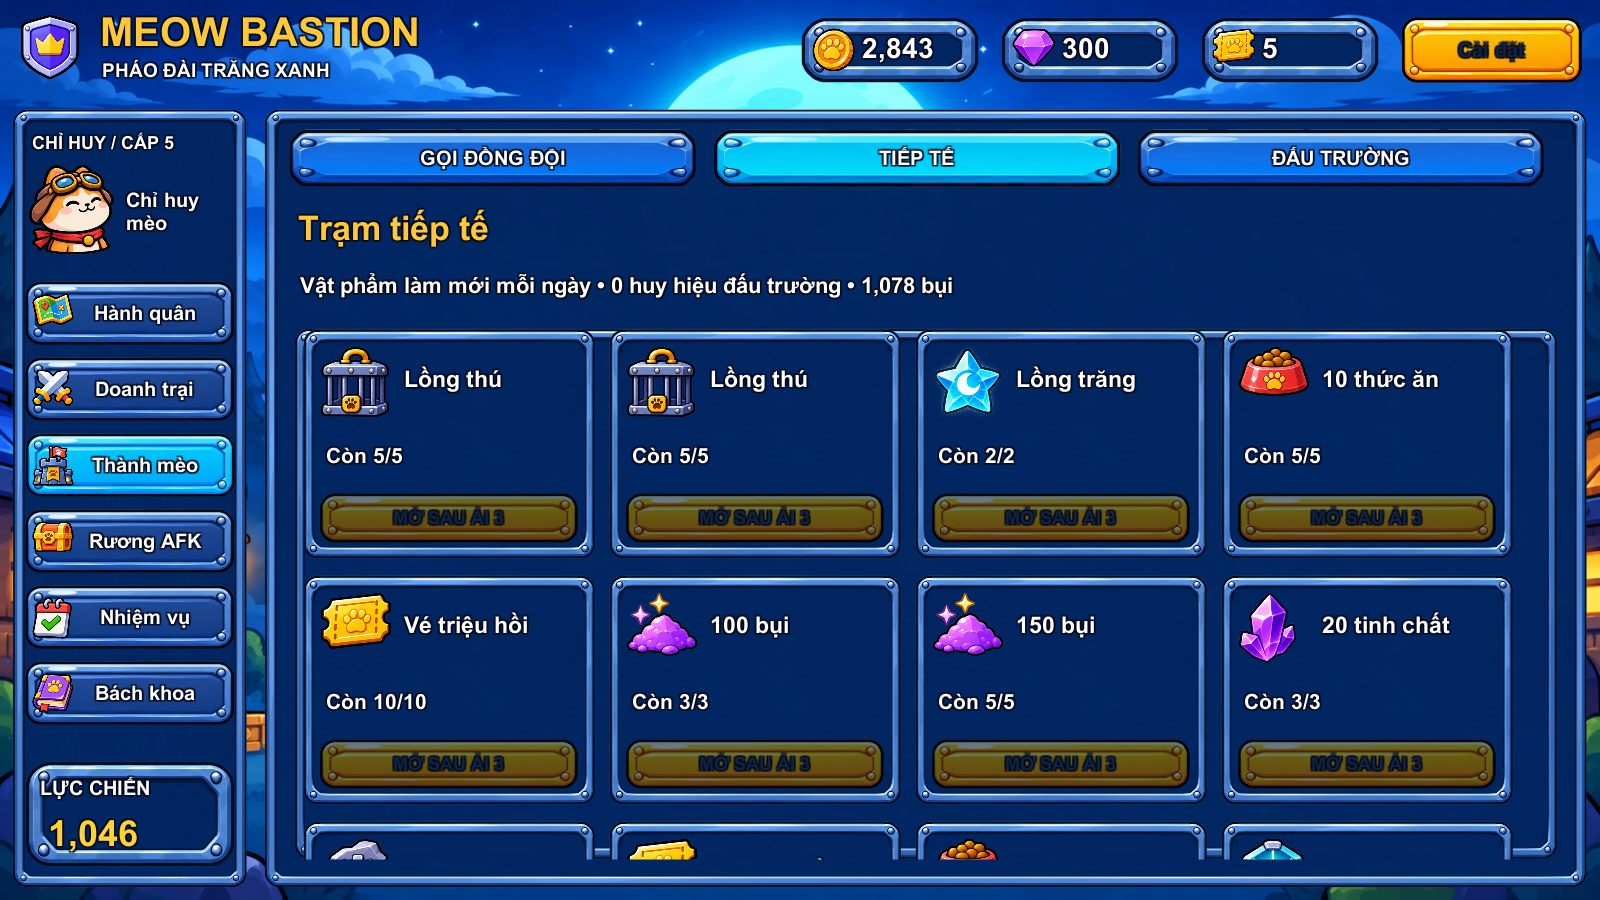 MEOW BASTION
PHÁO ĐÀI TRĂNG XANH
2,843
300
5
Cài đặt
CHỈ HUY / CẤP 5
Chỉ huy
mèo
Hành quân
Doanh trại
Thành mèo
Rương AFK
Nhiệm vụ
Bách khoa
LỰC CHIẾN
1,046
GỌI ĐỒNG ĐỘI
TIẾP TẾ
ĐẤU TRƯỜNG
Trạm tiếp tế
Vật phẩm làm mới mỗi ngày • 0 huy hiệu đấu trường • 1,078 bụi
Lồng thú
Còn 5/5
MỞ SAU ẢI 3
Lồng thú
Còn 5/5
MỞ SAU ẢI 3
Lồng trăng
Còn 2/2
MỞ SAU ẢI 3
10 thức ăn
Còn 5/5
MỞ SAU ẢI 3
Vé triệu hồi
Còn 10/10
MỞ SAU ẢI 3
100 bụi
Còn 3/3
MỞ SAU ẢI 3
150 bụi
Còn 5/5
MỞ SAU ẢI 3
20 tinh chất
Còn 3/3
MỞ SAU ẢI 3